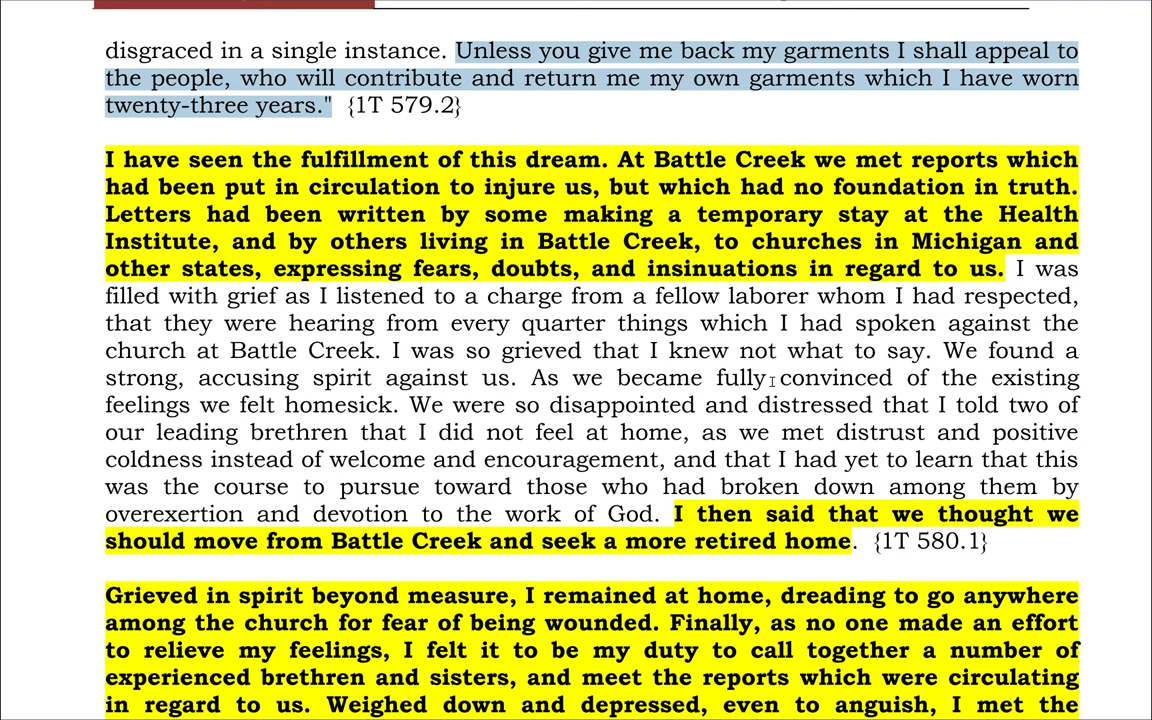 disgraced in a single instance. Unless you give me back my garments I shall appeal to
the people, who will contribute and return me my own garments which I have worn
twenty-three years." {1T 579.2}
I have seen the fulfillment of this dream. At Battle Creek we met reports which
had been put in circulation to injure us, but which had no foundation in truth.
Letters had been written by some making a temporary stay at the Health
Institute, and by others living in Battle Creek, to churches in Michigan and
other states, expressing fears, doubts, and insinuations in regard to us. I was
filled with grief as I listened to a charge from a fellow laborer whom I had respected,
that they were hearing from every quarter things which I had spoken against the
church at Battle Creek. I was so grieved that I knew not what to say. We found a
strong, accusing spirit against us. As we became fully convinced of the existing
feelings we felt homesick. We were so disappointed and distressed that I told two of
our leading brethren that I did not feel at home, as we met distrust and positive
coldness instead of welcome and encouragement, and that I had yet to learn that this
was the course to pursue toward those who had broken down among them by
overexertion and devotion to the work of God. I then said that we thought we
should move from Battle Creek and seek a more retired home. {1T 580.1}
Grieved in spirit beyond measure, I remained at home, dreading to go anywhere
among the church for fear of being wounded. Finally, as no one made an effort
to relieve my feelings, I felt it to be my duty to call together a number of
experienced brethren and sisters, and meet the reports which were circulating
in regard to us. Weighed down and depressed, even to anguish, I met the